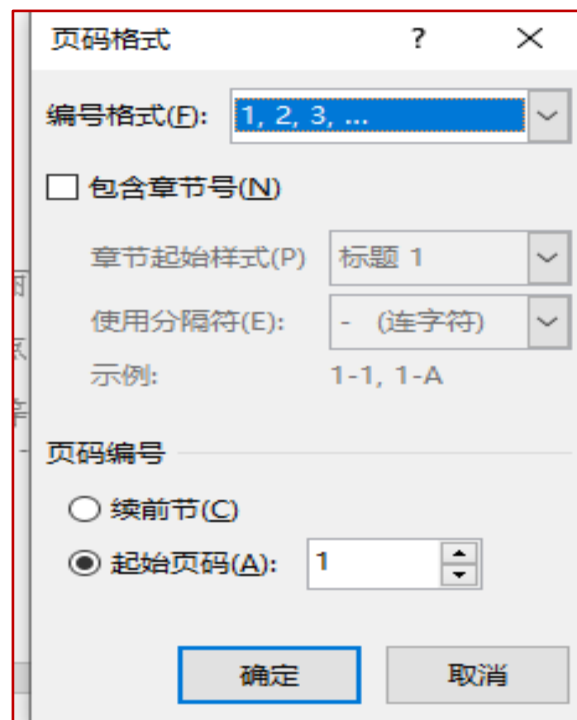 页码格式 ?
编号格式(F): 1, 2, 3, ...
包含章节号(N)
章节起始样式(P) 标题 1
使用分隔符(E): - (连字符)
示例: 1-1, 1-A
页码编号
续前节(C)
起始页码(A): 1
确定 取消